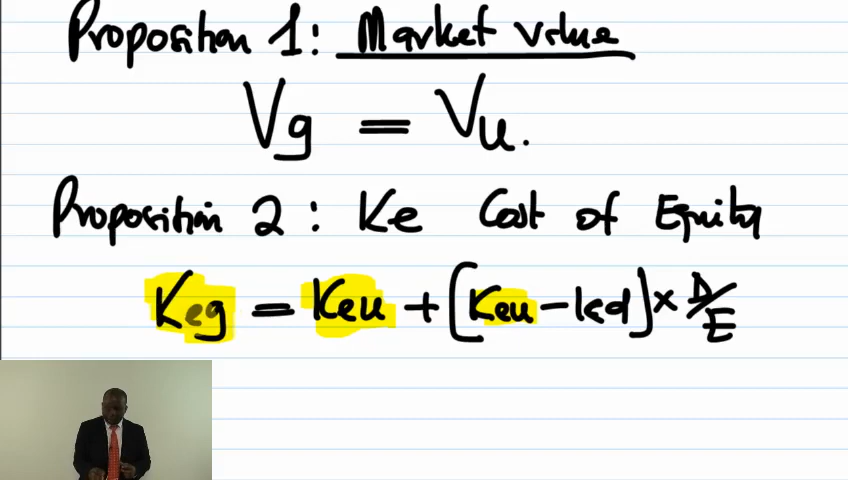 Proposition 1: Market value
Vg = Vu.
Proposition 2: Ke Cost of Equity
Keg = Keu + [Keu - kd] × D/E